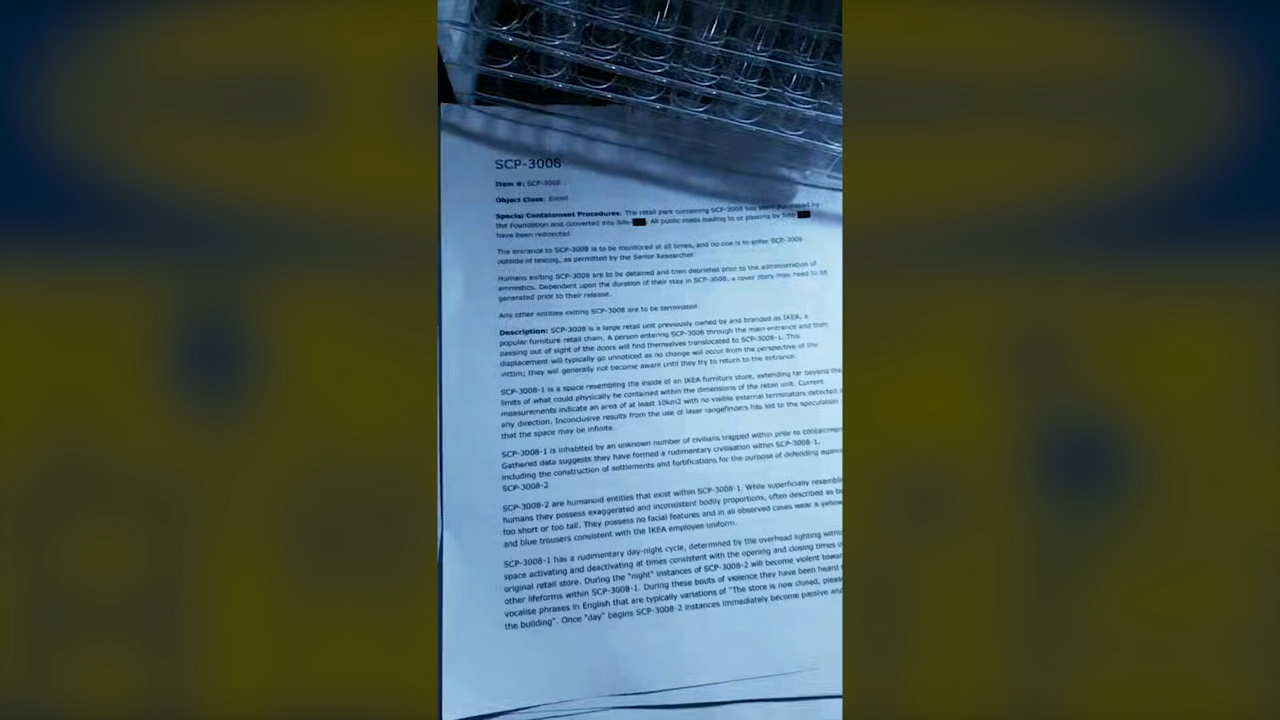 SCP-3008
Item #: SCP-3008
Object Class: Euclid
Special Containment Procedures: The retail park containing SCP-3008 has been purchased by
the Foundation and converted into Site-. All public roads leading to or passing by Site-
have been redirected.
The entrance to SCP-3008 is to be monitored at all times, and no one is to enter SCP-3008
outside of testing, as permitted by the Senior Researcher.
Humans exiting SCP-3008 are to be detained and then debriefed prior to the administration of
amnestics. Dependent upon the duration of their stay in SCP-3008, a cover story may need to be
generated prior to their release.
Any other entities exiting SCP-3008 are to be terminated.
Description: SCP-3008 is a large retail unit previously owned by and branded as IKEA, a
popular furniture retail chain. A person entering SCP-3008 through the main entrance and then
passing out of sight of the doors will find themselves translocated to SCP-3008-1. This
displacement will typically go unnoticed as no change will occur from the perspective of the
victim; they will generally not become aware until they try to return to the entrance.
SCP-3008-1 is a space resembling the inside of an IKEA furniture store, extending far beyond the
limits of what could physically be contained within the dimensions of the retail unit. Current
measurements indicate an area of at least 10km2 with no visible external terminators detected
any direction. Inconclusive results from the use of laser rangefinders has led to the speculation
that the space may be infinite.
SCP-3008-1 is inhabited by an unknown number of civilians trapped within prior to containment
Gathered data suggests they have formed a rudimentary civilisation within SCP-3008-1,
including the construction of settlements and fortifications for the purpose of defending against
SCP-3008-2.
SCP-3008-2 are humanoid entities that exist within SCP-3008-1. While superficially resembli
humans they possess exaggerated and inconsistent bodily proportions, often described as be
too short or too tall. They possess no facial features and in all observed cases wear a yellow
and blue trousers consistent with the IKEA employee uniform.
SCP-3008-1 has a rudimentary day-night cycle, determined by the overhead lighting within
space activating and deactivating at times consistent with the opening and closing times o
original retail store. During the "night" instances of SCP-3008-2 will become violent towar
other lifeforms within SCP-3008-1. During these bouts of violence they have been heard
vocalise phrases in English that are typically variations of "The store is now closed, pleas
the building". Once "day" begins SCP-3008-2 instances immediately become passive and